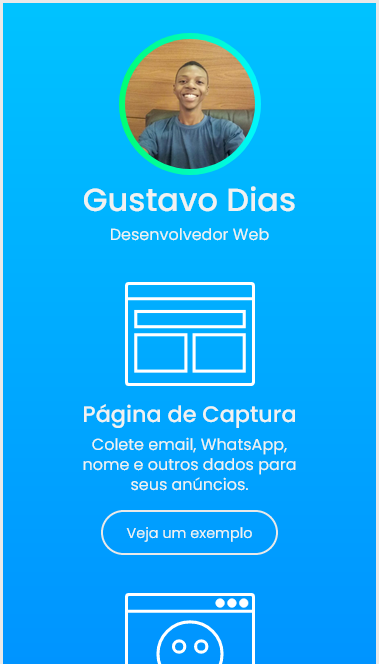 Gustavo Dias
Desenvolvedor Web
Página de Captura
Colete email, WhatsApp,
nome e outros dados para
seus anúncios.
Veja um exemplo